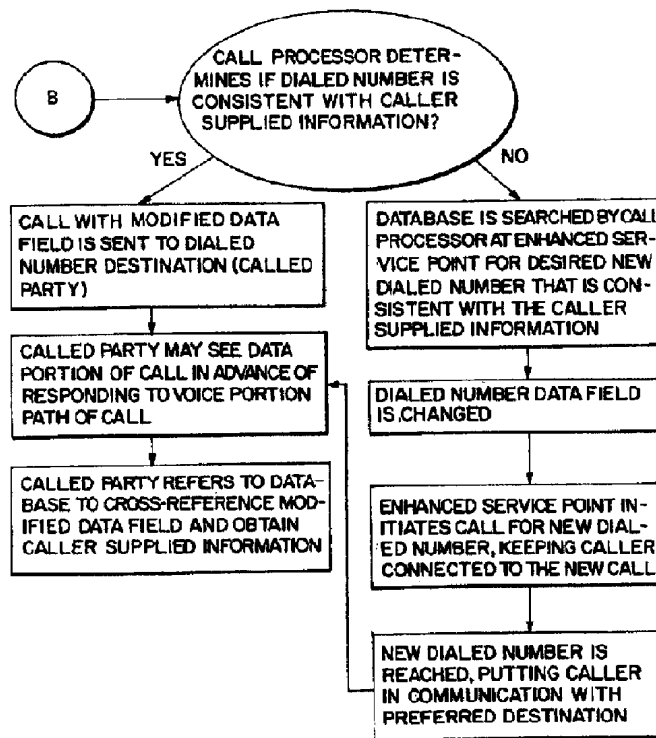 B
CALL PROCESSOR DETER-
MINES IF DIALED NUMBER IS
CONSISTENT WITH CALLER
SUPPLIED INFORMATION?
YES
NO
CALL WITH MODIFIED DATA
FIELD IS SENT TO DIALED
NUMBER DESTINATION (CALLED
PARTY)
CALLED PARTY MAY SEE DATA
PORTION OF CALL IN ADVANCE OF
RESPONDING TO VOICE PORTION
PATH OF CALL
CALLED PARTY REFERS TO DATA-
BASE TO CROSS-REFERENCE MOD-
IFIED DATA FIELD AND OBTAIN
CALLER SUPPLIED INFORMATION
DATABASE IS SEARCHED BY CALL
PROCESSOR AT ENHANCED SER-
VICE POINT FOR DESIRED NEW
DIALED NUMBER THAT IS CON-
SISTENT WITH THE CALLER
SUPPLIED INFORMATION
DIALED NUMBER DATA FIELD
IS CHANGED
ENHANCED SERVICE POINT IN-
ITIATES CALL FOR NEW DIAL-
ED NUMBER, KEEPING CALLER
CONNECTED TO THE NEW CALL
NEW DIALED NUMBER IS
REACHED, PUTTING CALLER
IN COMMUNICATION WITH
PREFERRED DESTINATION